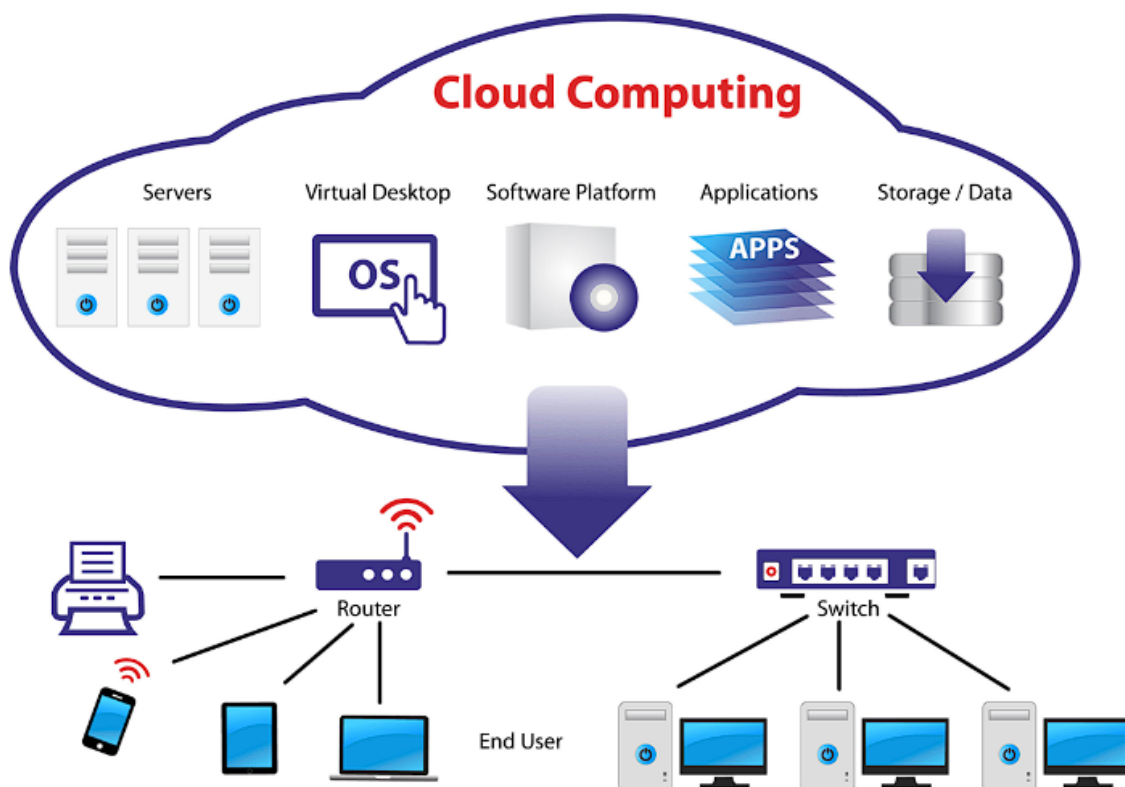 Cloud Computing
Servers
Virtual Desktop
Software Platform
Applications
Storage / Data
OS
APPS
Router
Switch
End User